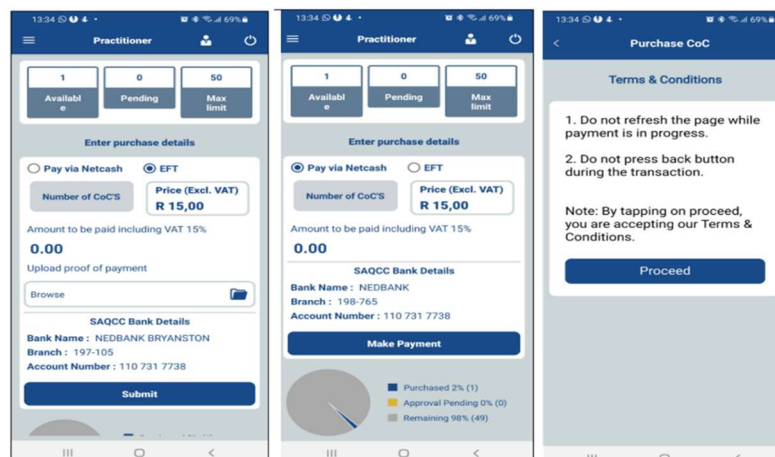 13:34
69%
Practitioner
1
0
50
Availabl
e
Pending
Max
limit
Enter purchase details
Pay via Netcash
EFT
Number of CoC'S
Price (Excl. VAT)
R 15,00
Amount to be paid including VAT 15%
0.00
Upload proof of payment
Browse
SAQCC Bank Details
Bank Name : NEDBANK BRYANSTON
Branch : 197-105
Account Number : 110 731 7738
Submit
13:34
69%
Practitioner
1
0
50
Availabl
e
Pending
Max
limit
Enter purchase details
Pay via Netcash
EFT
Number of CoC'S
Price (Excl. VAT)
R 15,00
Amount to be paid including VAT 15%
0.00
SAQCC Bank Details
Bank Name : NEDBANK
Branch : 198-765
Account Number : 110 731 7738
Make Payment
Purchased 2% (1)
Approval Pending 0% (0)
Remaining 98% (49)
13:34
69%
Purchase CoC
Terms & Conditions
1. Do not refresh the page while
payment is in progress.
2. Do not press back button
during the transaction.
Note: By tapping on proceed,
you are accepting our Terms &
Conditions.
Proceed